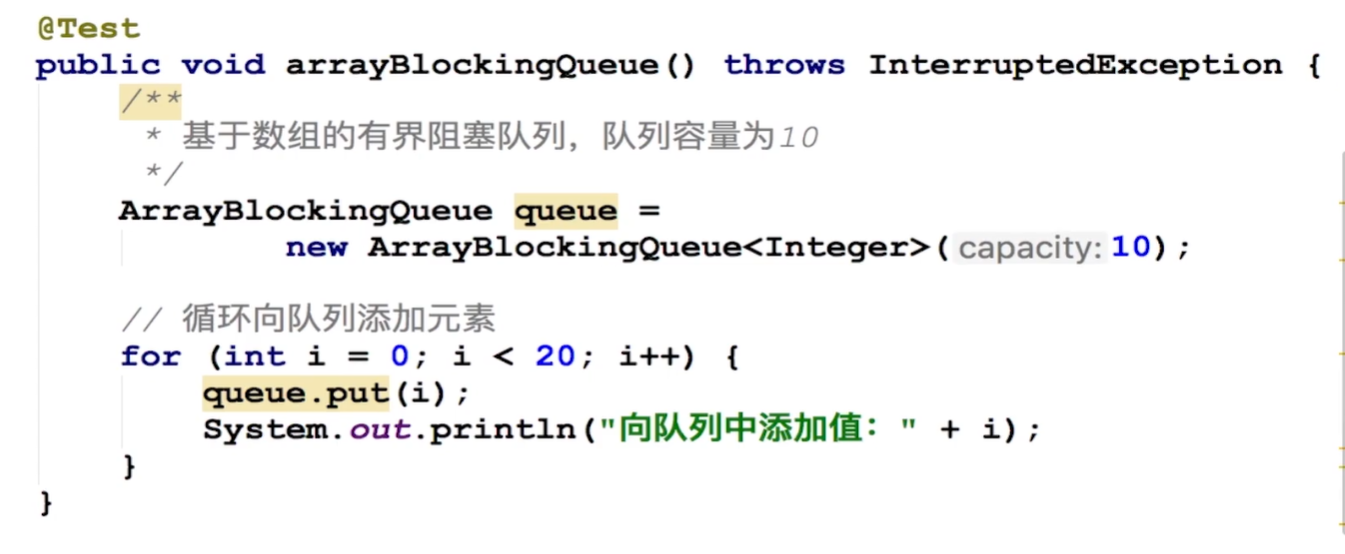 @Test
public void arrayBlockingQueue() throws InterruptedException {
/**
* 基于数组的有界阻塞队列，队列容量为10
*/
ArrayBlockingQueue queue =
new ArrayBlockingQueue<Integer>(capacity: 10);
// 循环向队列添加元素
for (int i = 0; i < 20; i++) {
queue.put(i);
System.out.println("向队列中添加值：" + i);
}
}